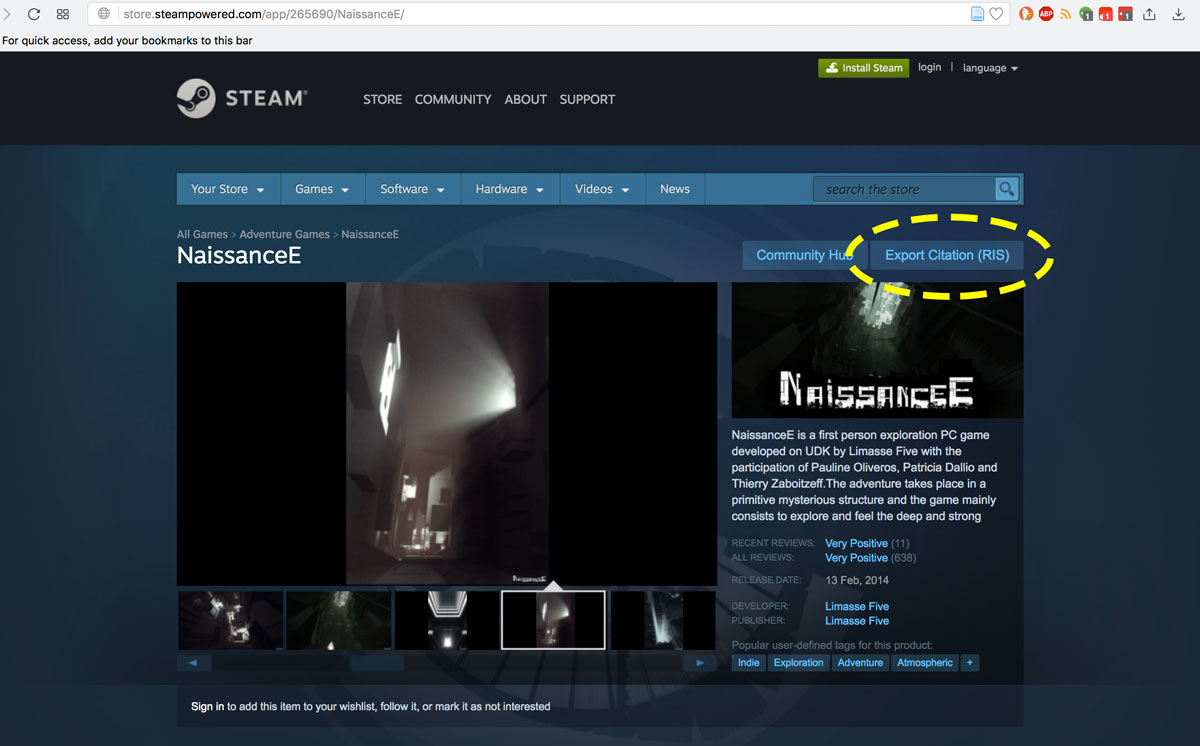 store.steampowered.com/app/265690/NaissanceE/
ABP
1
1
1
For quick access, add your bookmarks to this bar
Install Steam
login
language
STEAM®
STORE COMMUNITY ABOUT SUPPORT
Your Store Games Software Hardware Videos News
search the store
All Games > Adventure Games > NaissanceE
NaissanceE
Community Hub
Export Citation (RIS)
NaissanceE
NaissanceE is a first person exploration PC game
developed on UDK by Limasse Five with the
participation of Pauline Oliveros, Patricia Dallio and
Thierry Zaboitzeff.The adventure takes place in a
primitive mysterious structure and the game mainly
consists to explore and feel the deep and strong
RECENT REVIEWS: Very Positive (11)
ALL REVIEWS: Very Positive (638)
RELEASE DATE: 13 Feb, 2014
DEVELOPER: Limasse Five
PUBLISHER: Limasse Five
Popular user-defined tags for this product:
Indie Exploration Adventure Atmospheric +
NaissanceE
Sign in to add this item to your wishlist, follow it, or mark it as not interested